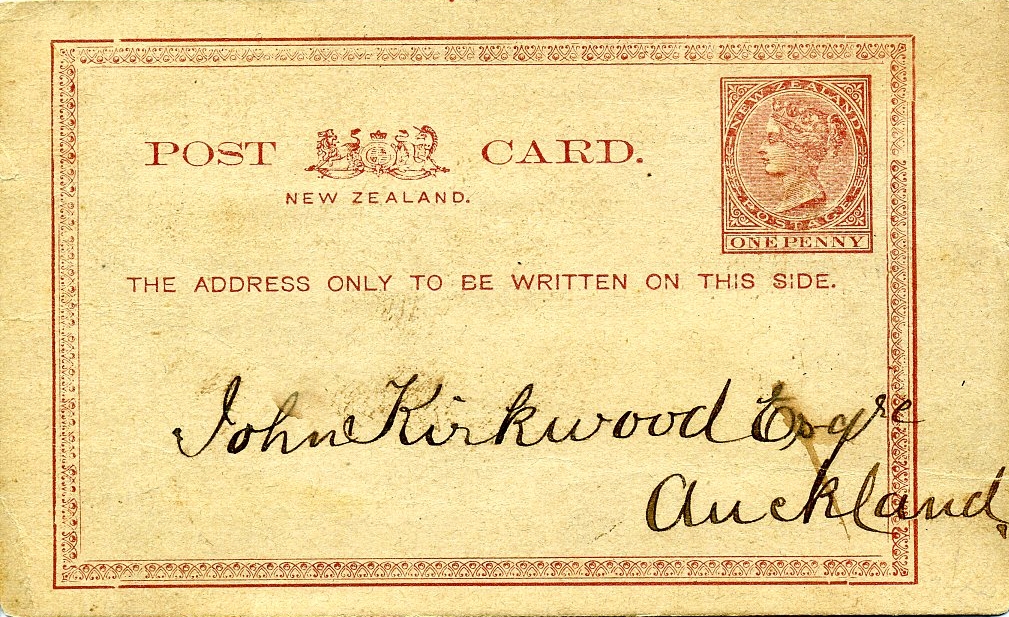 POST CARD.
NEW ZEALAND.
NEW ZEALAND
POSTAGE
ONE PENNY
THE ADDRESS ONLY TO BE WRITTEN ON THIS SIDE.
John Kirkwood Esqre
Auckland